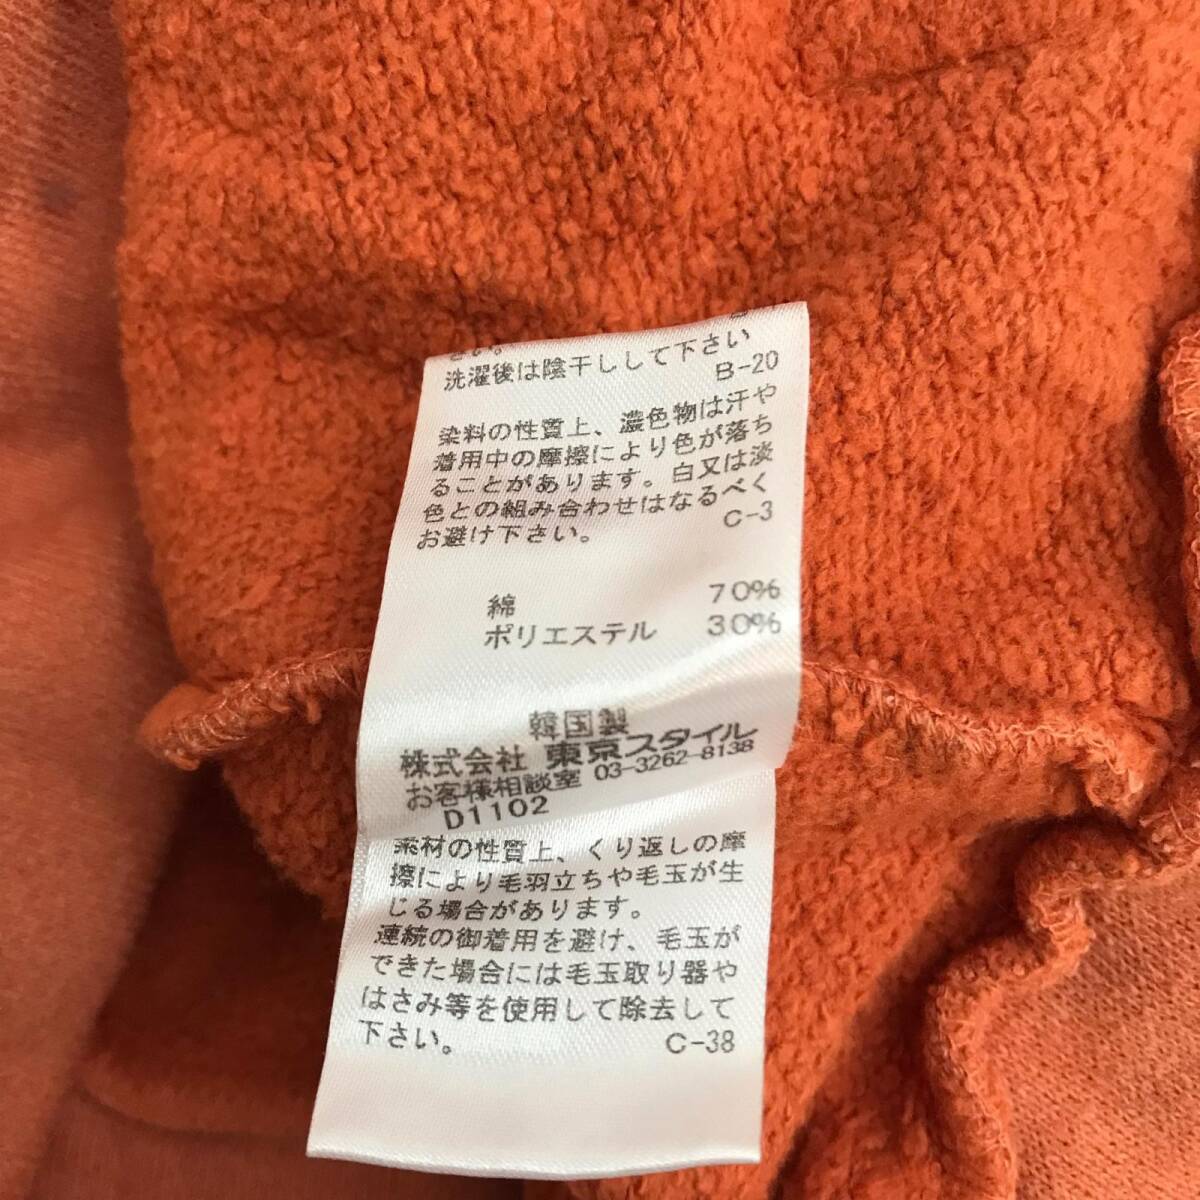 さい。
洗濯後は陰干しして下さい
B-20
染料の性質上、濃色物は汗や
着用中の摩擦により色が落ち
ることがあります。白又は淡
色との組み合わせはなるべく
お避け下さい。 C-3
綿 70%
ポリエステル 30%
韓国製
株式会社 東京スタイル
お客様相談室 03-3262-8138
D1102
素材の性質上、くり返しの摩
擦により毛羽立ちや毛玉が生
じる場合があります。
連続の御着用を避け、毛玉が
できた場合には毛玉取り器や
はさみ等を使用して除去して
下さい。 C-38